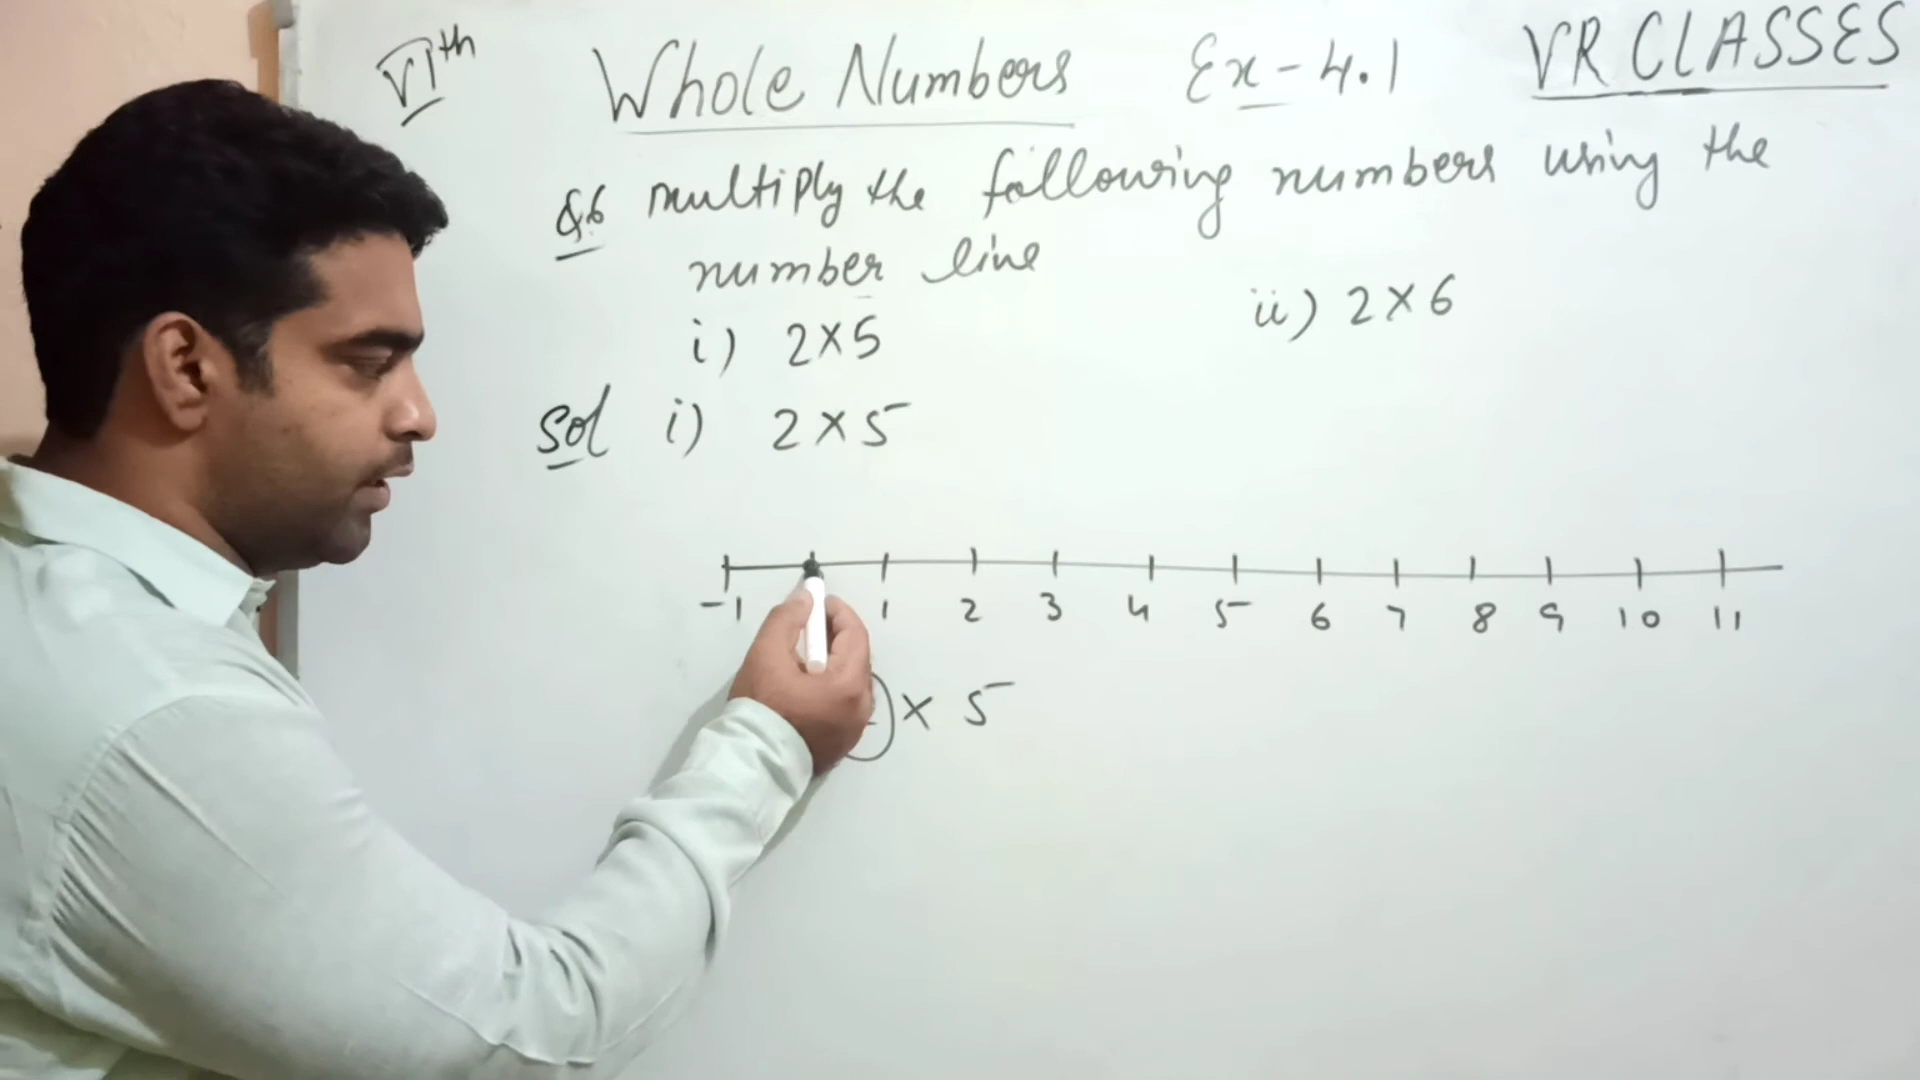 VIth Whole Numbers Ex-4.1 VR CLASSES
Q.6 multiply the following numbers using the
number line
i) 2×5 ii) 2×6
Sol i) 2×5
-1 1 2 3 4 5 6 7 8 9 10 11
× 5